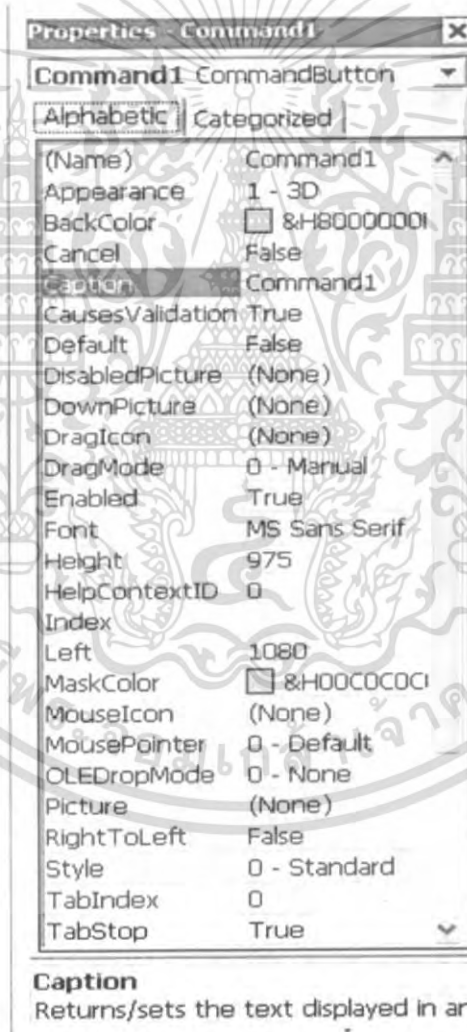 Properties - Command1
Command1 CommandButton
Alphabetic Categorized
(Name) Command1
Appearance 1 - 3D
BackColor &H8000000
Cancel False
Caption Command1
CausesValidation True
Default False
DisabledPicture (None)
DownPicture (None)
DragIcon (None)
DragMode 0 - Manual
Enabled True
Font MS Sans Serif
Height 975
HelpContextID 0
Index
Left 1080
MaskColor &H00C0C0C
MouseIcon (None)
MousePointer 0 - Default
OLEDropMode 0 - None
Picture (None)
RightToLeft False
Style 0 - Standard
TabIndex 0
TabStop True
Caption
Returns/sets the text displayed in an